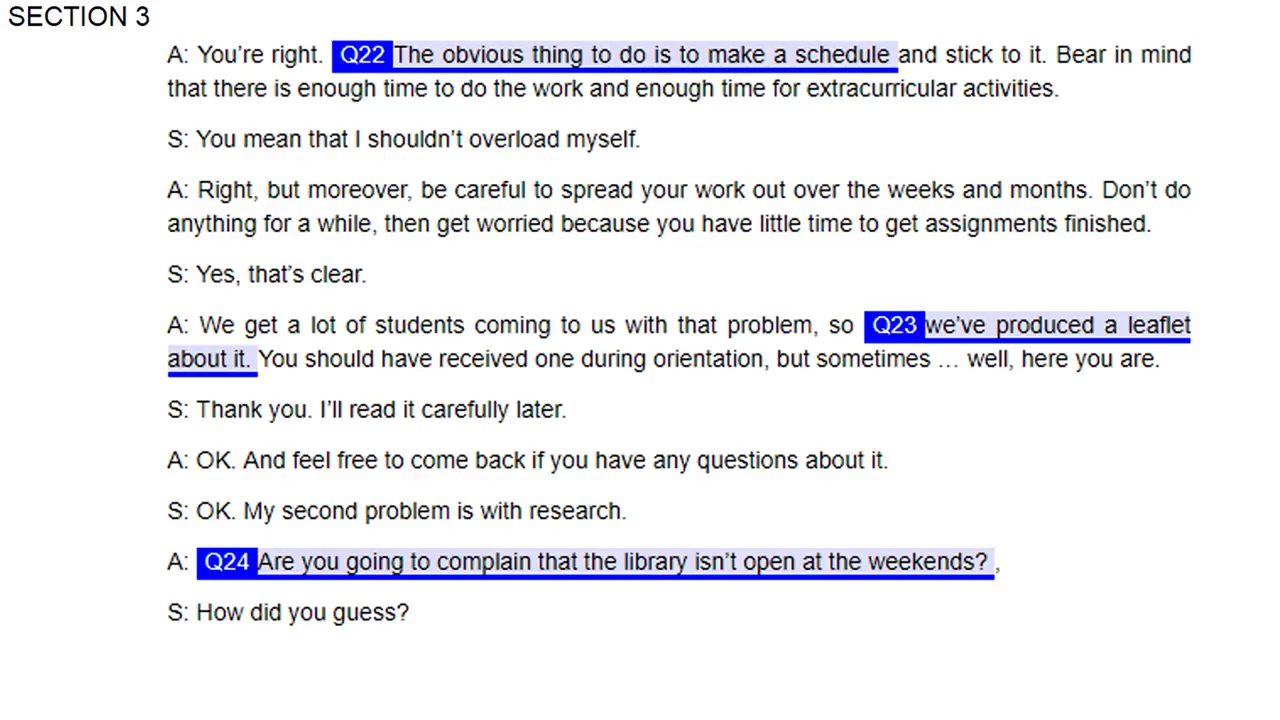 SECTION 3
A: You’re right. Q22 The obvious thing to do is to make a schedule and stick to it. Bear in mind
that there is enough time to do the work and enough time for extracurricular activities.
S: You mean that I shouldn’t overload myself.
A: Right, but moreover, be careful to spread your work out over the weeks and months. Don’t do
anything for a while, then get worried because you have little time to get assignments finished.
S: Yes, that’s clear.
A: We get a lot of students coming to us with that problem, so Q23 we’ve produced a leaflet
about it. You should have received one during orientation, but sometimes … well, here you are.
S: Thank you. I’ll read it carefully later.
A: OK. And feel free to come back if you have any questions about it.
S: OK. My second problem is with research.
A: Q24 Are you going to complain that the library isn’t open at the weekends? ,
S: How did you guess?